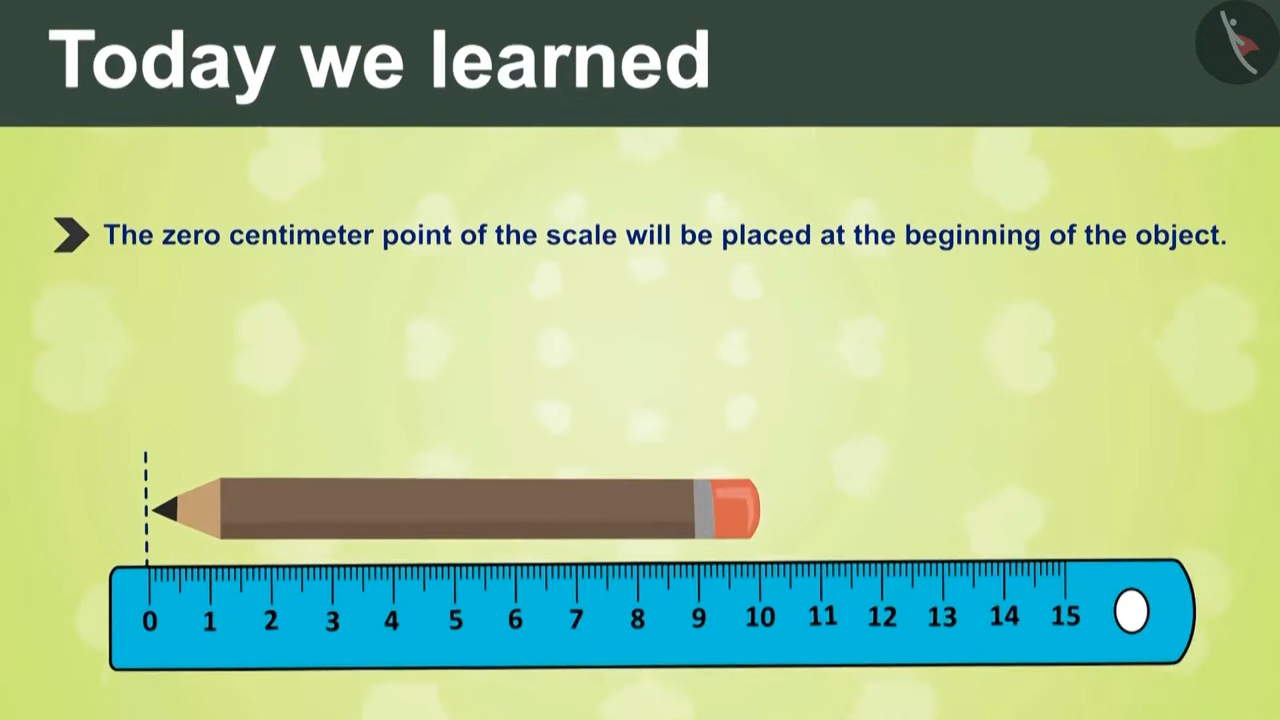 Today we learned
The zero centimeter point of the scale will be placed at the beginning of the object.
0 1 2 3 4 5 6 7 8 9 10 11 12 13 14 15